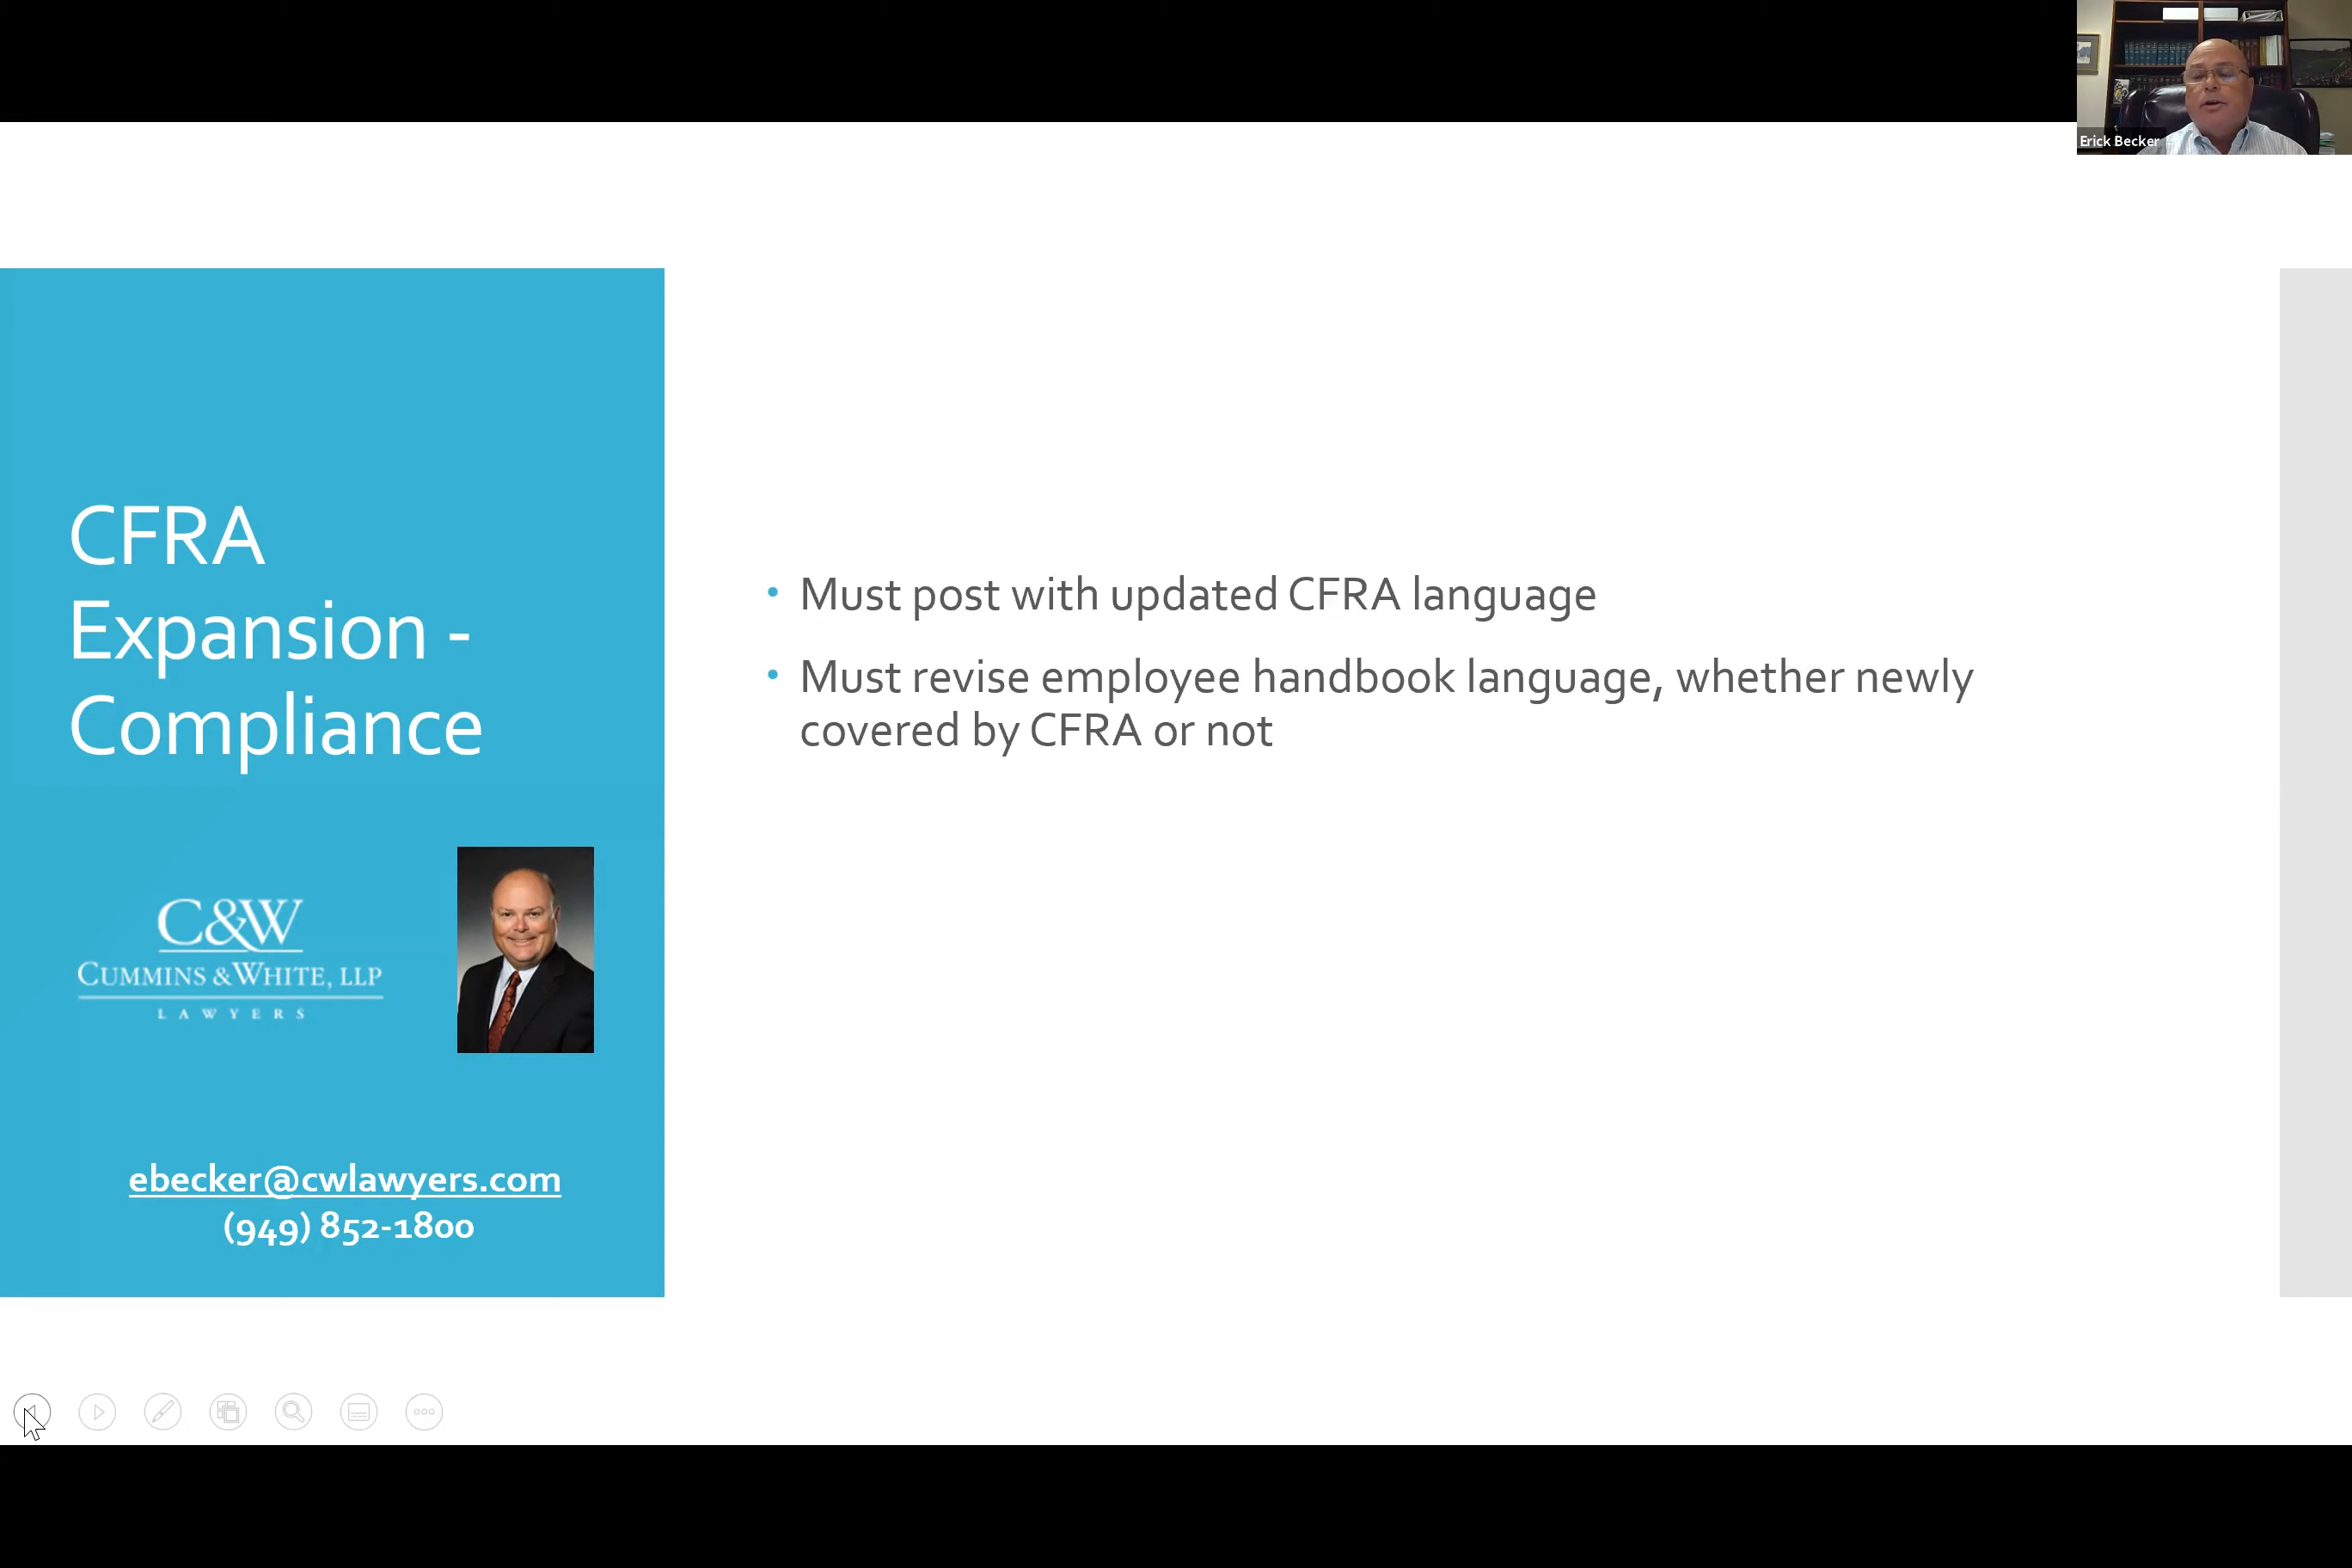 Erick Becker
CFRA
Expansion -
Compliance
C&W
CUMMINS & WHITE, LLP
LAWYERS
ebecker@cwlawyers.com
(949) 852-1800
• Must post with updated CFRA language
• Must revise employee handbook language, whether newly
covered by CFRA or not